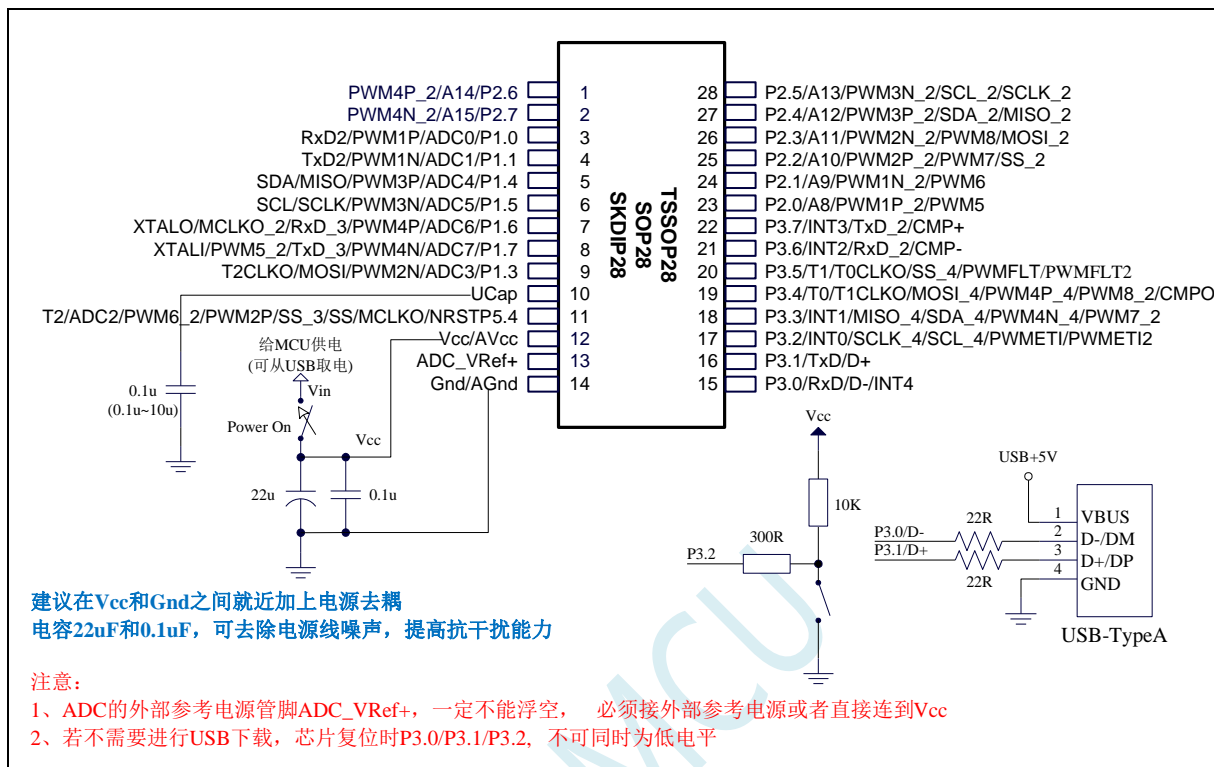 PWM4P_2/A14/P2.6
PWM4N_2/A15/P2.7
RxD2/PWM1P/ADC0/P1.0
TxD2/PWM1N/ADC1/P1.1
SDA/MISO/PWM3P/ADC4/P1.4
SCL/SCLK/PWM3N/ADC5/P1.5
XTALO/MCLKO_2/RxD_3/PWM4P/ADC6/P1.6
XTALI/PWM5_2/TxD_3/PWM4N/ADC7/P1.7
T2CLKO/MOSI/PWM2N/ADC3/P1.3
UCap
T2/ADC2/PWM6_2/PWM2P/SS_3/SS/MCLKO/NRSTP5.4
Vcc/AVcc
ADC_VRef+
Gnd/AGnd
1
2
3
4
5
6
7
8
9
10
11
12
13
14
TSSOP28
SOP28
SKDIP28
28
27
26
25
24
23
22
21
20
19
18
17
16
15
P2.5/A13/PWM3N_2/SCL_2/SCLK_2
P2.4/A12/PWM3P_2/SDA_2/MISO_2
P2.3/A11/PWM2N_2/PWM8/MOSI_2
P2.2/A10/PWM2P_2/PWM7/SS_2
P2.1/A9/PWM1N_2/PWM6
P2.0/A8/PWM1P_2/PWM5
P3.7/INT3/TxD_2/CMP+
P3.6/INT2/RxD_2/CMP-
P3.5/T1/T0CLKO/SS_4/PWMFLT/PWMFLT2
P3.4/T0/T1CLKO/MOSI_4/PWM4P_4/PWM8_2/CMPO
P3.3/INT1/MISO_4/SDA_4/PWM4N_4/PWM7_2
P3.2/INT0/SCLK_4/SCL_4/PWMETI/PWMETI2
P3.1/TxD/D+
P3.0/RxD/D-/INT4
给MCU供电
(可从USB取电)
Vin
Power On
Vcc
0.1u
(0.1u~10u)
22u
0.1u
Vcc
10K
300R
P3.2
USB+5V
P3.0/D-
P3.1/D+
22R
22R
1
2
3
4
VBUS
D-/DM
D+/DP
GND
USB-TypeA
建议在Vcc和Gnd之间就近加上电源去耦
电容22uF和0.1uF，可去除电源线噪声，提高抗干扰能力
注意：
1、ADC的外部参考电源管脚ADC_VRef+，一定不能浮空， 必须接外部参考电源或者直接连到Vcc
2、若不需要进行USB下载，芯片复位时P3.0/P3.1/P3.2, 不可同时为低电平
MCU